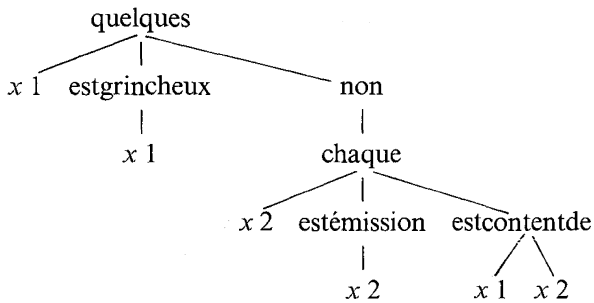 quelques
x 1 estgrincheux non
x 1 chaque
x 2 estémission estcontentde
x 2 x 1 x 2